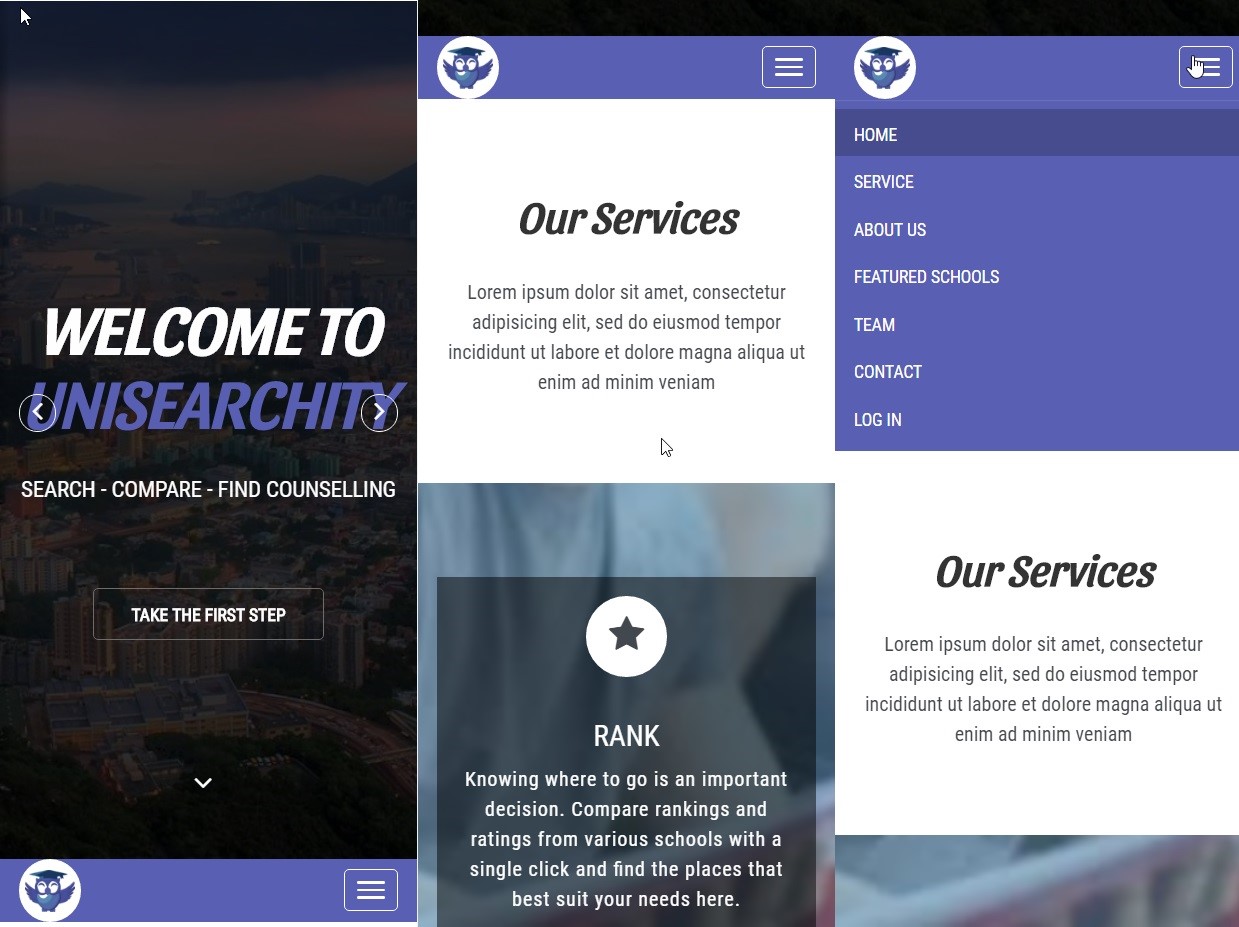 WELCOME TO
UNISEARCHITY
SEARCH - COMPARE - FIND COUNSELLING
TAKE THE FIRST STEP
Our Services
Lorem ipsum dolor sit amet, consectetur
adipisicing elit, sed do eiusmod tempor
incididunt ut labore et dolore magna aliqua ut
enim ad minim veniam
RANK
Knowing where to go is an important
decision. Compare rankings and
ratings from various schools with a
single click and find the places that
best suit your needs here.
HOME
SERVICE
ABOUT US
FEATURED SCHOOLS
TEAM
CONTACT
LOG IN
Our Services
Lorem ipsum dolor sit amet, consectetur
adipisicing elit, sed do eiusmod tempor
incididunt ut labore et dolore magna aliqua ut
enim ad minim veniam